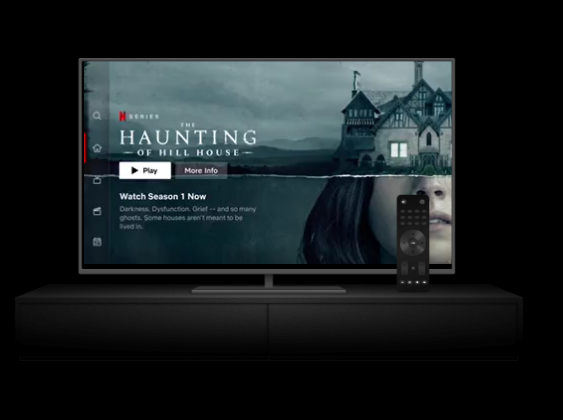 N SERIES
THE
HAUNTING
OF HILL HOUSE
Play More Info
Watch Season 1 Now
Darkness. Dysfunction. Grief -- and so many
ghosts. Some houses aren't meant to be
lived in.